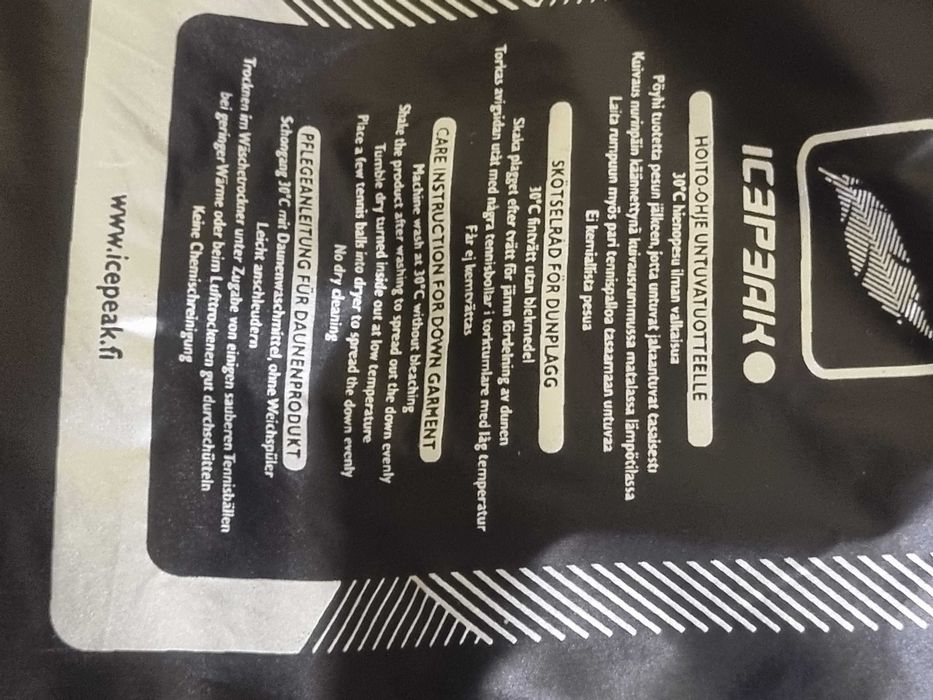 ICEPEAK
HOITO-OHJE UNTUVATUOTTEELLE
30°C hienopesu ilman valkaisua
Pöyhi tuotetta pesun jälkeen, jotta untuvat jakaantuvat tasaisesti
Kuivaus nurinpäin käännettynä kuivausrummussa matalassa lämpötilassa
Laita rumpuun myös pari tennispalloa tasaamaan untuvaa
Ei kemiallista pesua
SKÖTSELRÅD FÖR DUNPLAGG
30°C fintvätt utan blekmedel
Skaka plagget efter tvätt för jämn fördelning av dunen
Torkas avigsidan utåt med några tennisbollar i torktumlare med låg temperatur
Får ej kemtvättas
CARE INSTRUCTION FOR DOWN GARMENT
Machine wash at 30°C without bleaching
Shake the product after washing to spread out the down evenly
Tumble dry turned inside out at low temperature
Place a few tennis balls into dryer to spread the down evenly
No dry cleaning
PFLEGEANLEITUNG FÜR DAUNENPRODUKT
Schongang 30°C mit Daunenwaschmittel, ohne Weichspüler
Leicht anschleudern
Trocknen im Wäschetrockner unter Zugabe von einigen sauberen Tennisbällen
bei geringer Wärme oder beim Lufttrocknenen gut durchschütteln
Keine Chemischreinigung
www.icepeak.fi